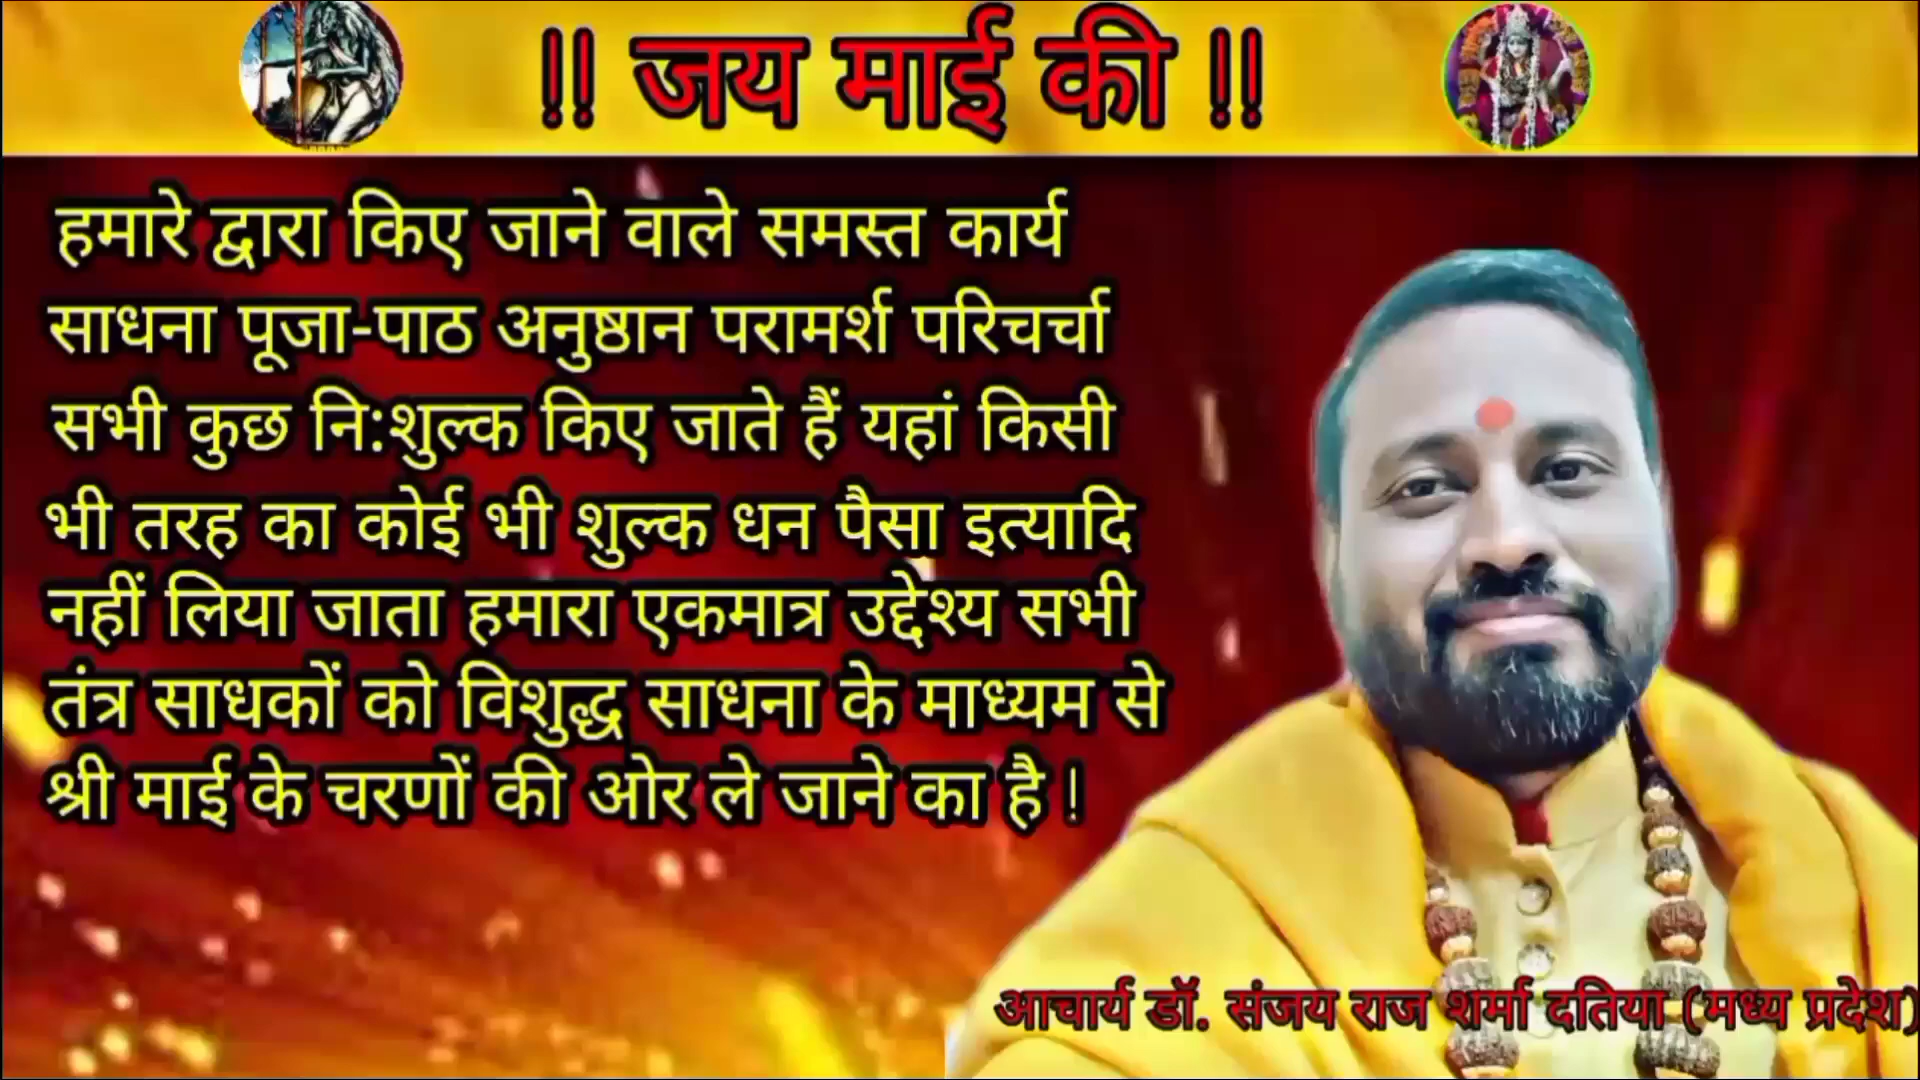 !! जय माई की !!
हमारे द्वारा किए जाने वाले समस्त कार्य
साधना पूजा-पाठ अनुष्ठान परामर्श परिचर्चा
सभी कुछ नि:शुल्क किए जाते हैं यहां किसी
भी तरह का कोई भी शुल्क धन पैसा इत्यादि
नहीं लिया जाता हमारा एकमात्र उद्देश्य सभी
तंत्र साधकों को विशुद्ध साधना के माध्यम से
श्री माई के चरणों की ओर ले जाने का है !
आचार्य डॉ. संजय राज शर्मा दतिया (मध्य प्रदेश)